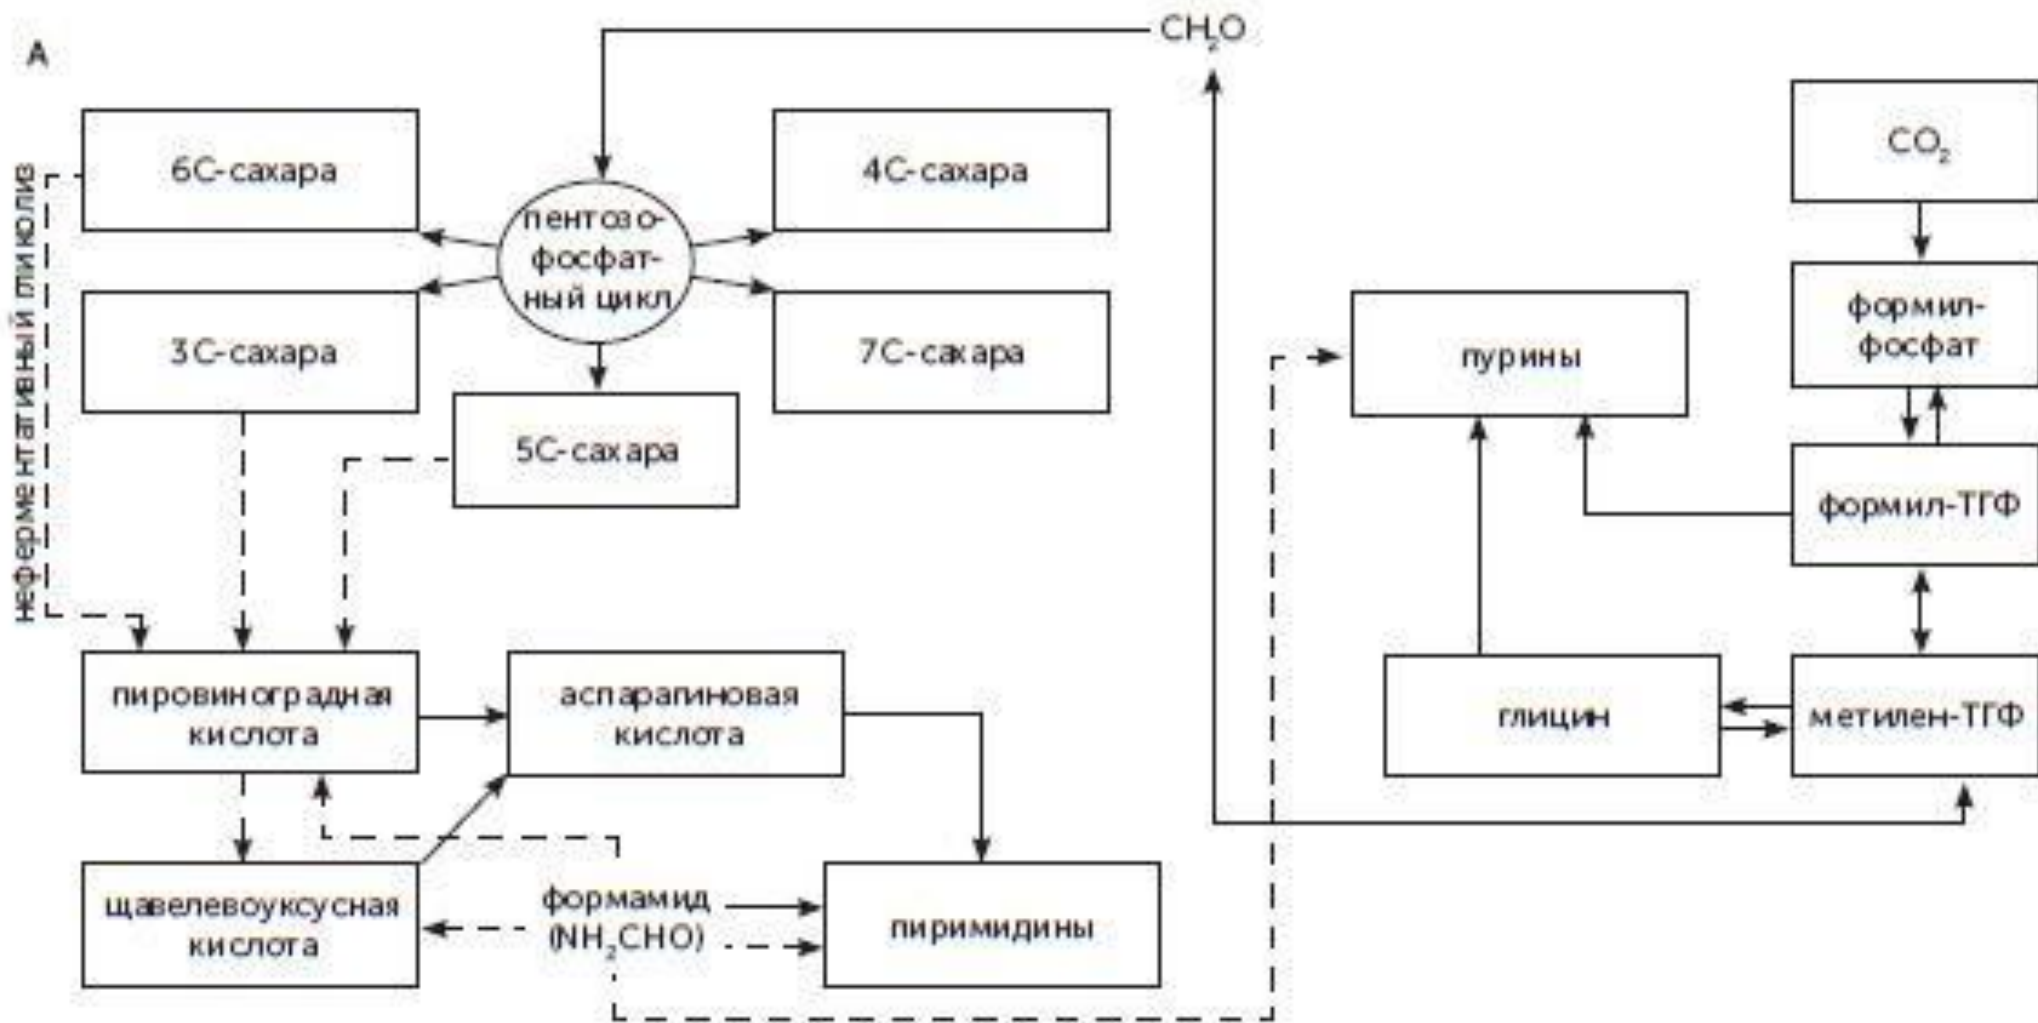 A
CH₂O
6С-сахара
4С-сахара
CO₂
пентозо-
фосфат-
ный цикл
неферментативный гликолиз
3С-сахара
7С-сахара
5С-сахара
пурины
формил-
фосфат
формил-ТГФ
пировиноградная
кислота
аспарагиновая
кислота
глицин
метилен-ТГФ
щавелевоуксусная
кислота
формамид
(NH₂CHO)
пиримидины